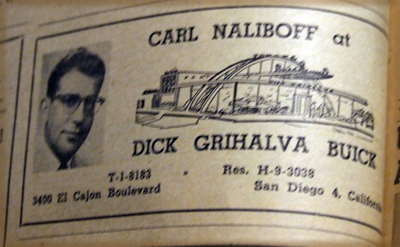 CARL NALIBOFF at
DICK GRIHALVA BUICK
T-1-8183 • Res. H-9-3038
3400 El Cajon Boulevard San Diego 4, California